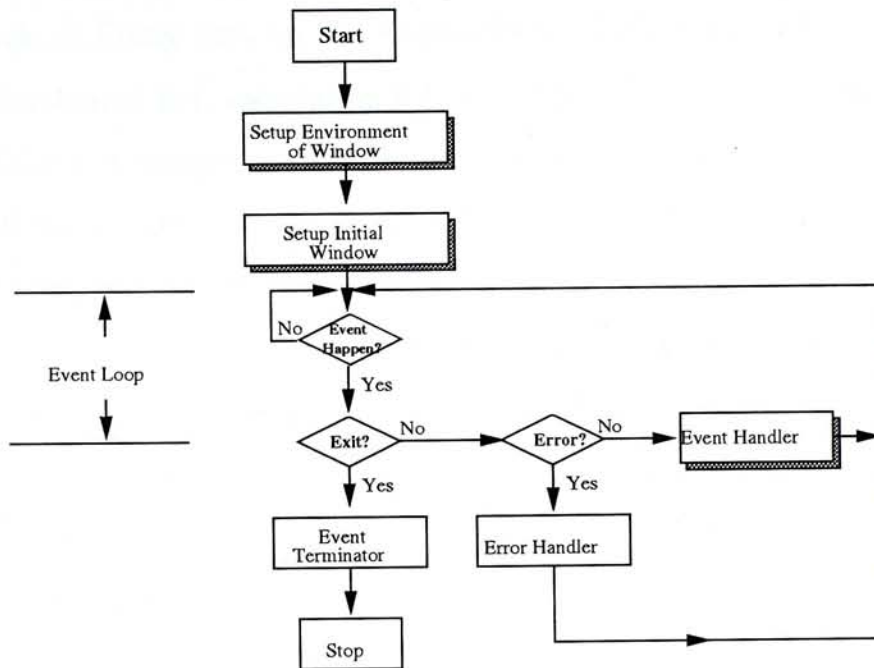 Start
Setup Environment
of Window
Setup Initial
Window
No
Event
Happen?
Event Loop
Yes
Exit?
No
Error?
No
Event Handler
Yes
Yes
Event
Terminator
Error Handler
Stop